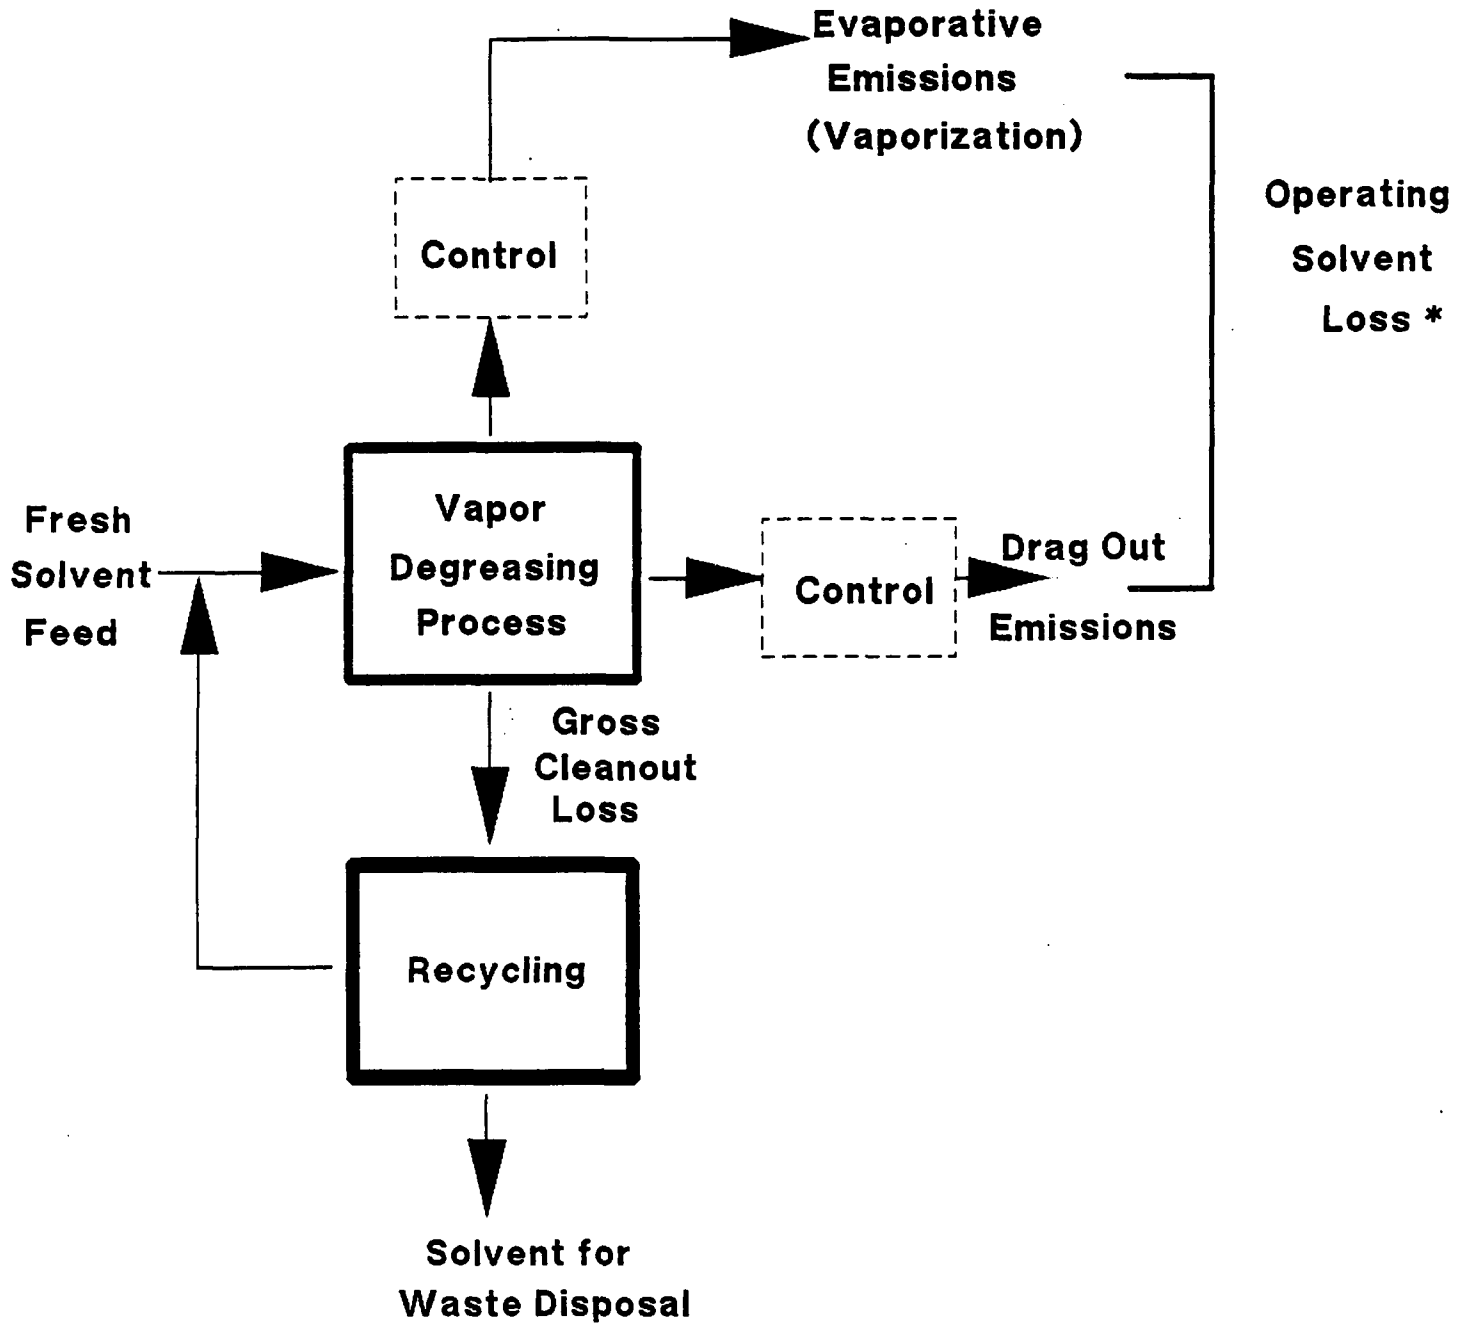 Evaporative
Emissions
(Vaporization)
Operating
Solvent
Loss *
Control
Vapor
Degreasing
Process
Fresh
Solvent
Feed
Control
Drag Out
Emissions
Gross
Cleanout
Loss
Recycling
Solvent for
Waste Disposal